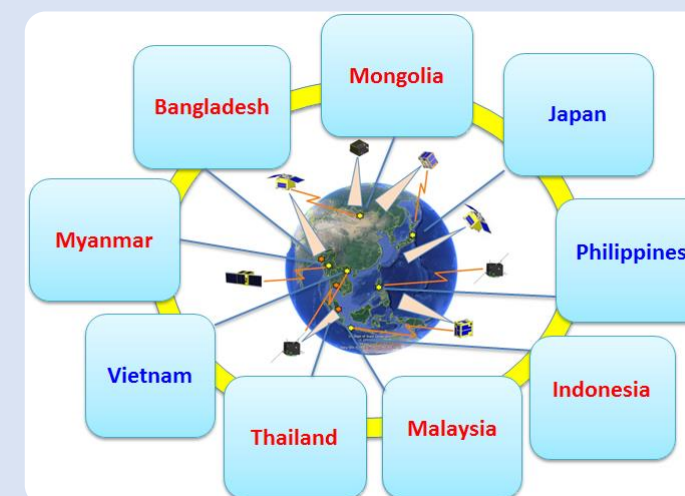 Mongolia
Bangladesh
Japan
Myanmar
Philippines
Vietnam
Indonesia
Thailand
Malaysia